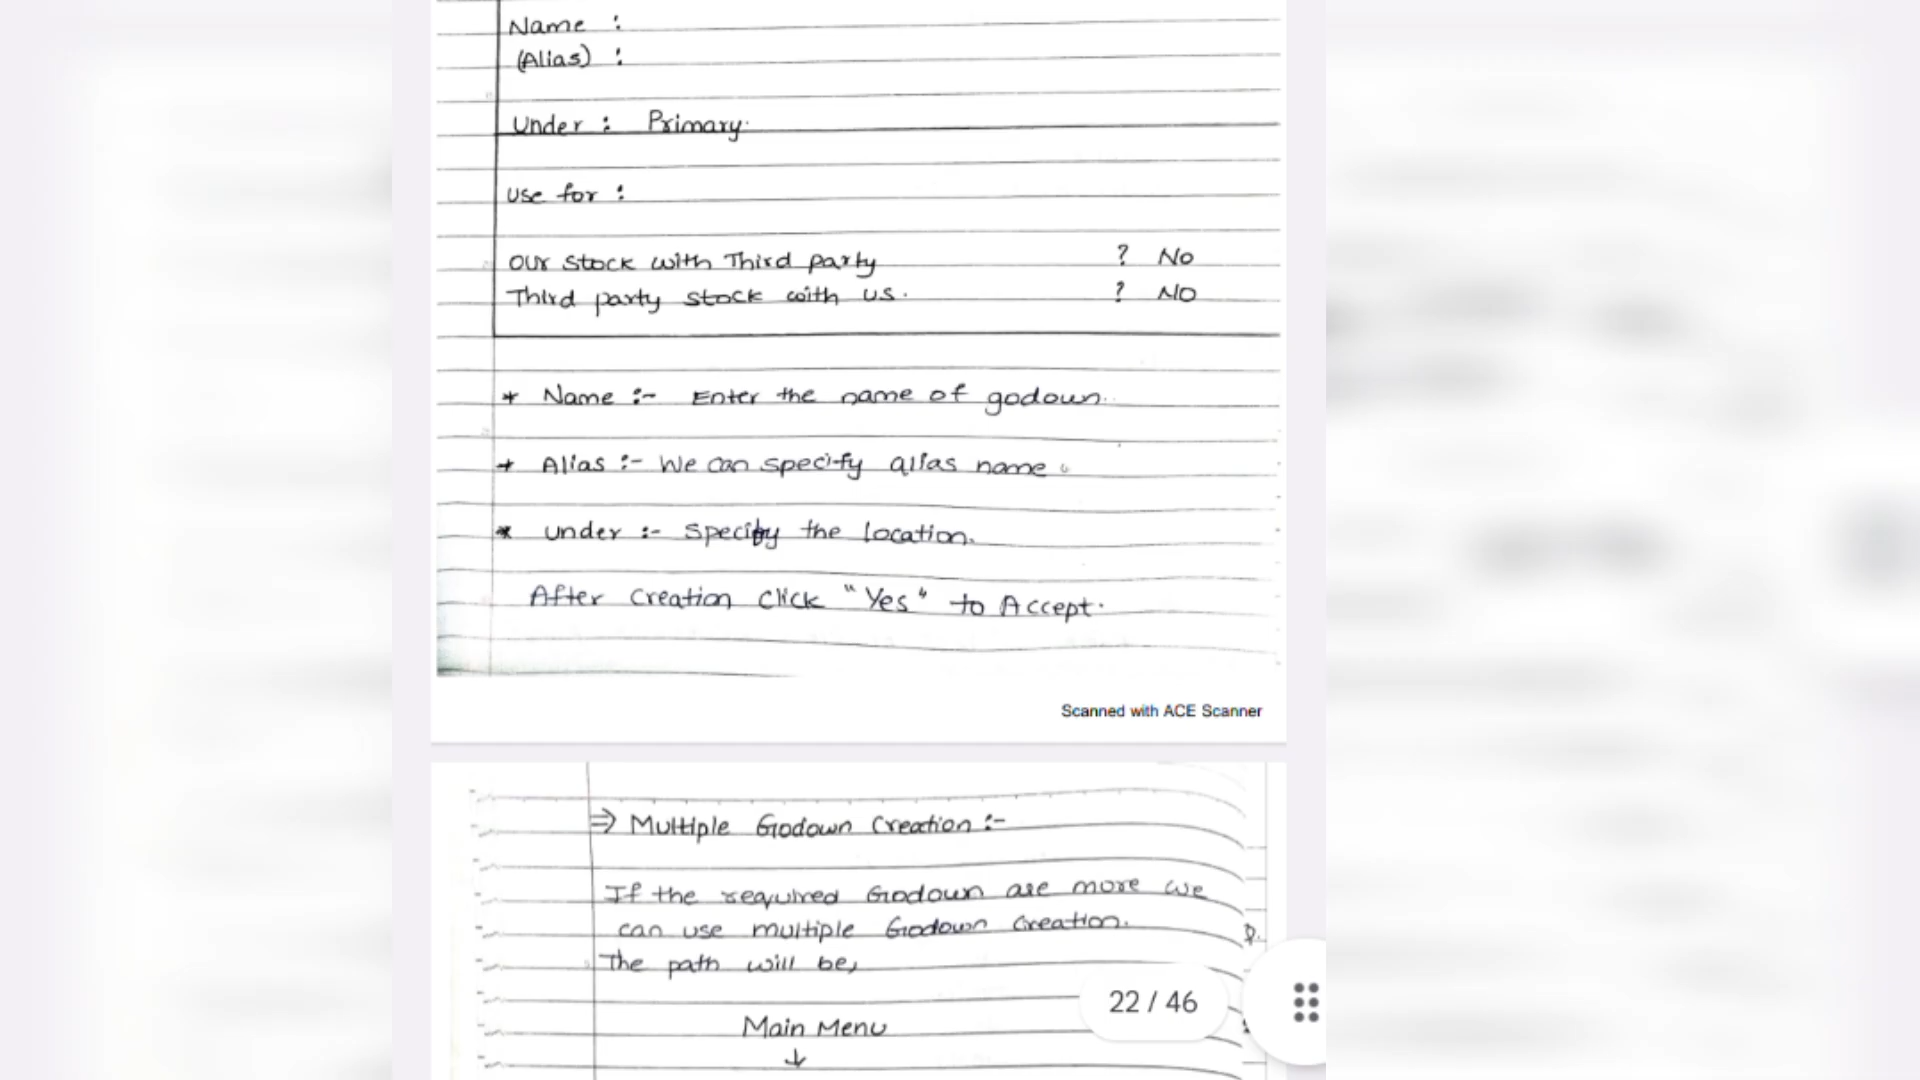 Name :
(Alias) :
Under : Primary.
Use for :
Our stock with Third party ? No
Third party stock with us. ? NO
* Name :- Enter the name of godown.
* Alias :- We can specify alias name.
* under :- Specify the location.
After creation click "Yes" to Accept.
Scanned with ACE Scanner
⇒ Multiple Godown Creation :-
If the required Godown are more we
can use multiple Godown Creation.
The path will be,
22 / 46
Main Menu
↓